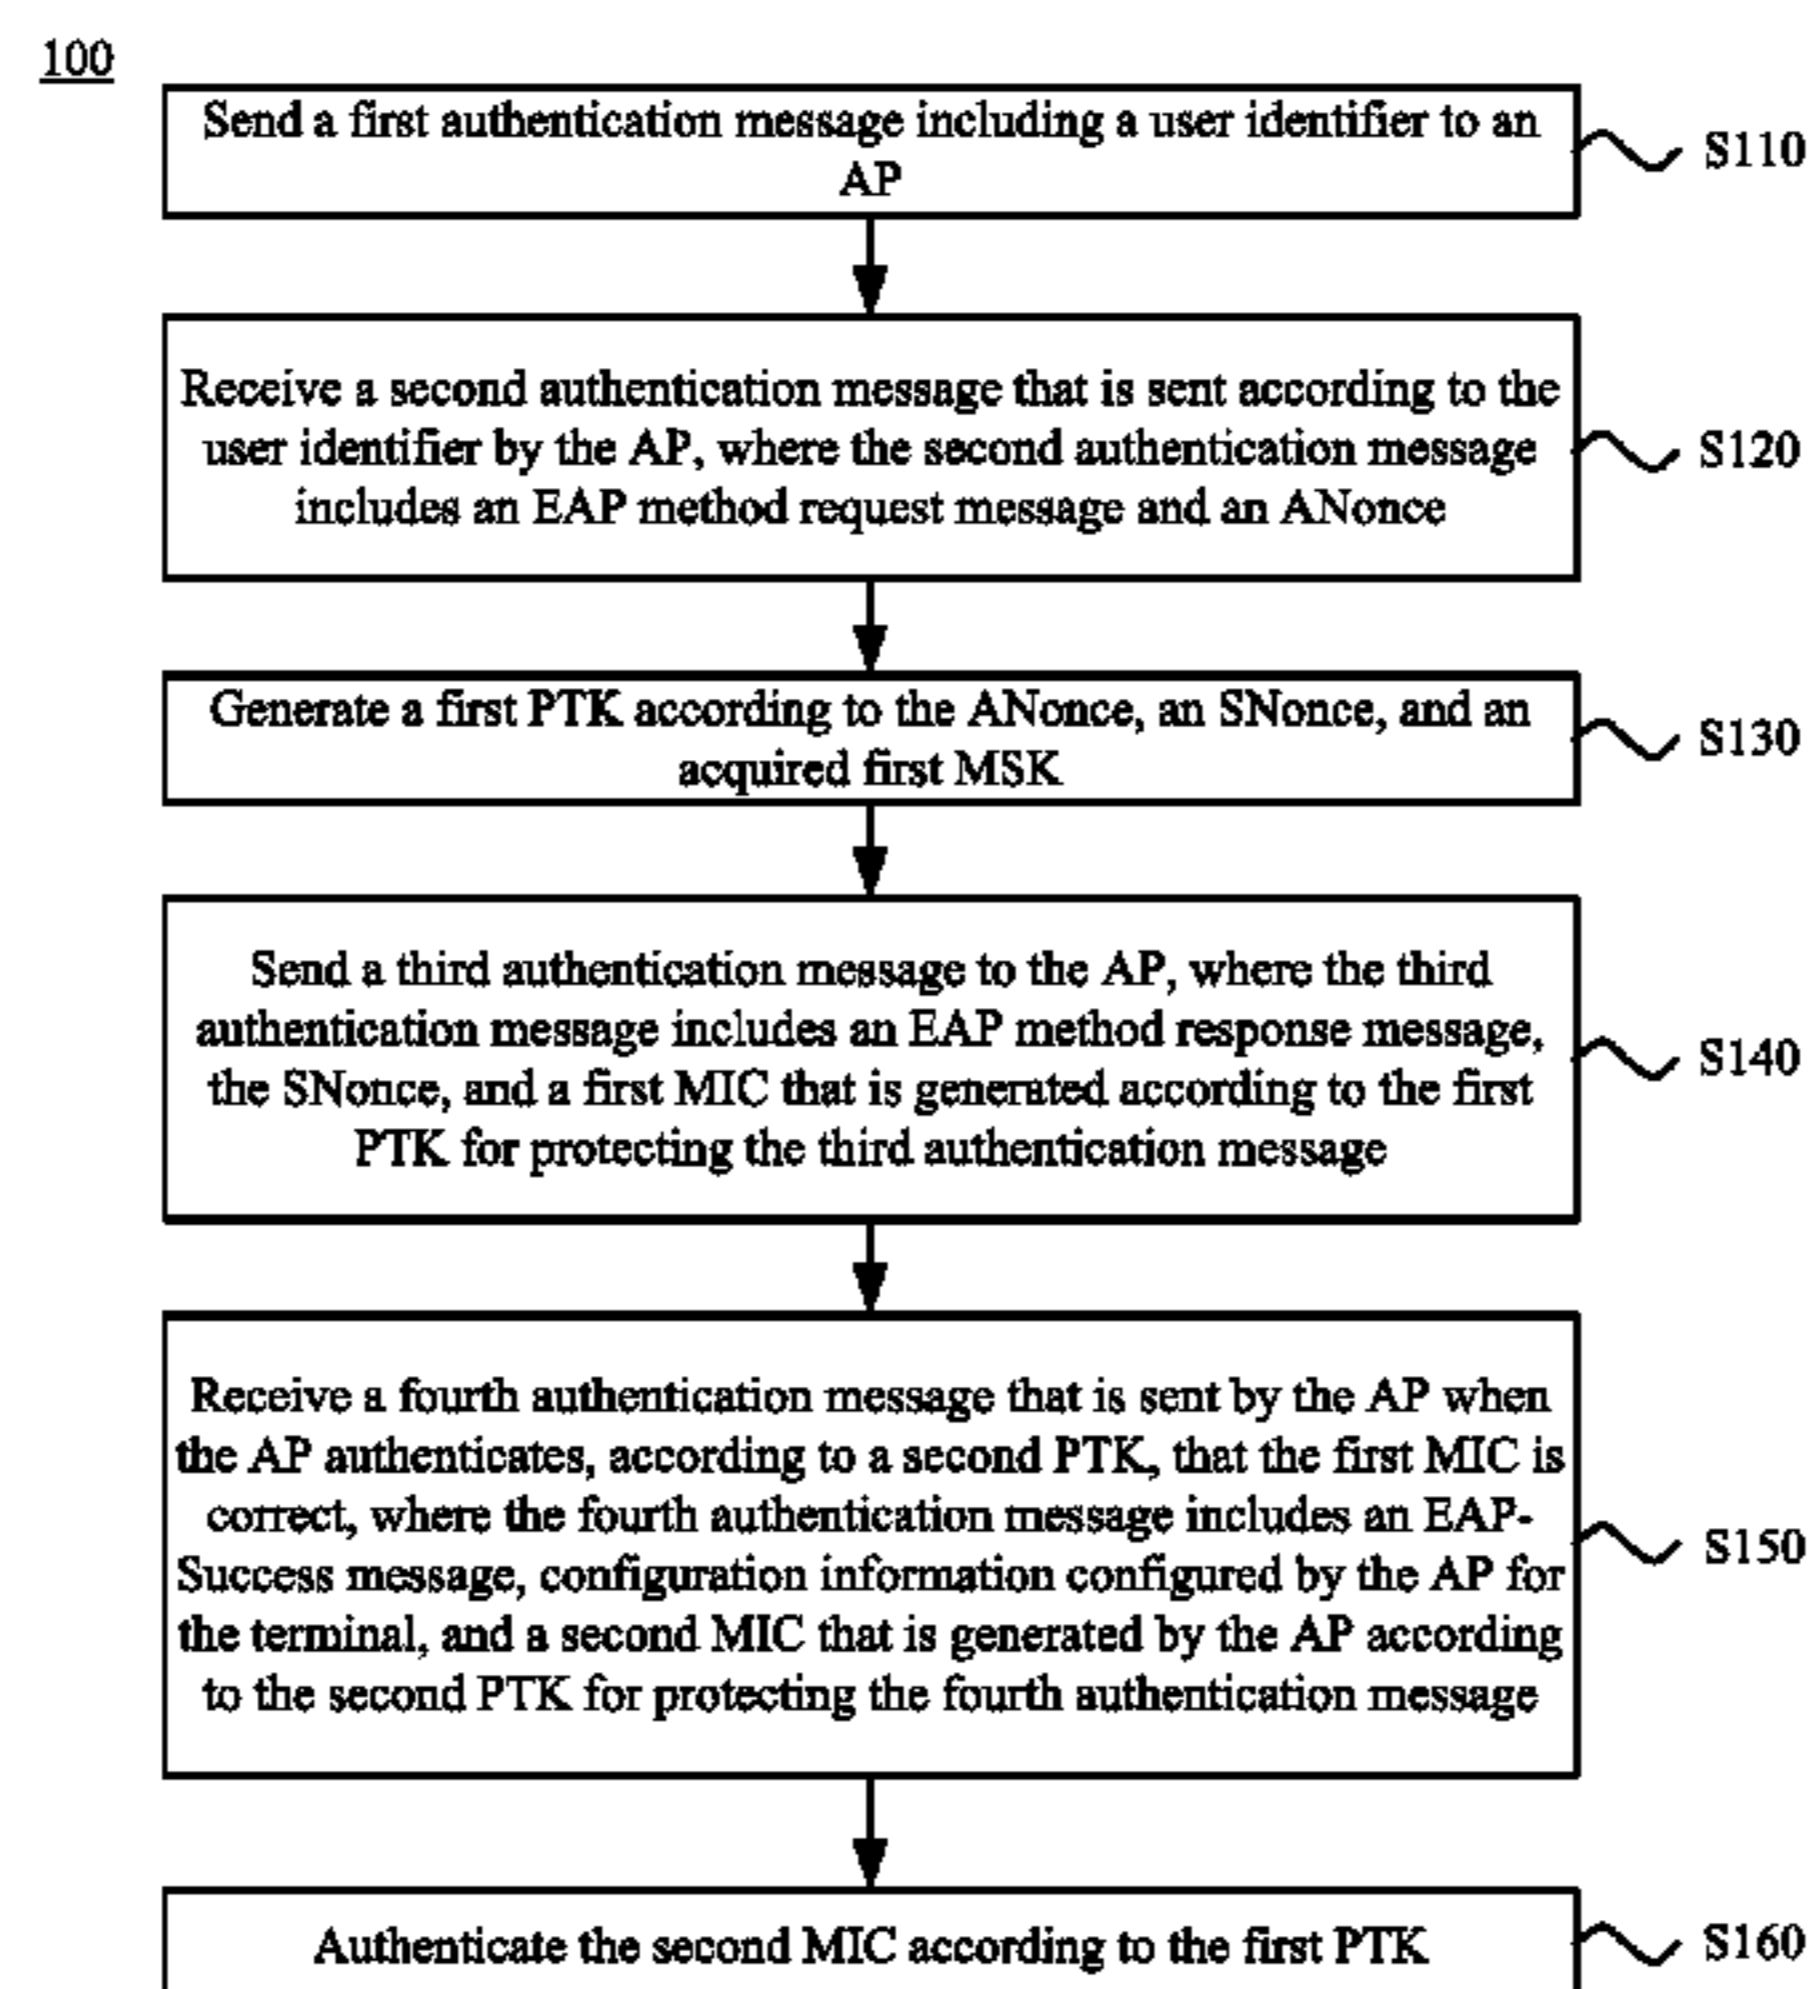 100
Send a first authentication message including a user identifier to an
AP
S110
Receive a second authentication message that is sent according to the
user identifier by the AP, where the second authentication message
includes an EAP method request message and an ANonce
S120
Generate a first PTK according to the ANonce, an SNonce, and an
acquired first MSK
S130
Send a third authentication message to the AP, where the third
authentication message includes an EAP method response message,
the SNonce, and a first MIC that is generated according to the first
PTK for protecting the third authentication message
S140
Receive a fourth authentication message that is sent by the AP when
the AP authenticates, according to a second PTK, that the first MIC is
correct, where the fourth authentication message includes an EAP-
Success message, configuration information configured by the AP for
the terminal, and a second MIC that is generated by the AP according
to the second PTK for protecting the fourth authentication message
S150
Authenticate the second MIC according to the first PTK
S160